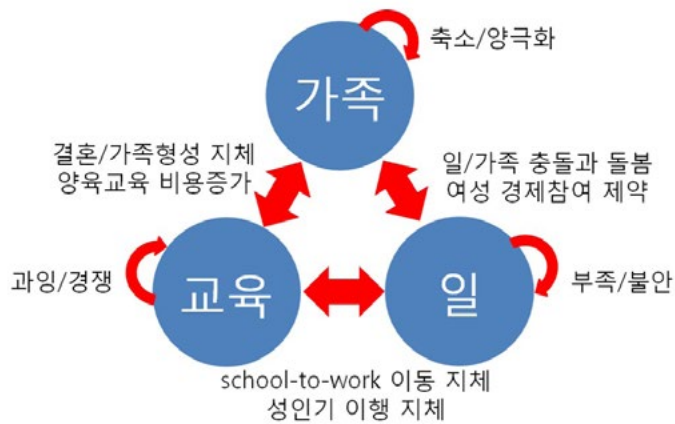 축소/양극화
가족
결혼/가족형성 지체
양육교육 비용증가
일/가족 충돌과 돌봄
여성 경제참여 제약
과잉/경쟁
교육
일
부족/불안
school-to-work 이동 지체
성인기 이행 지체